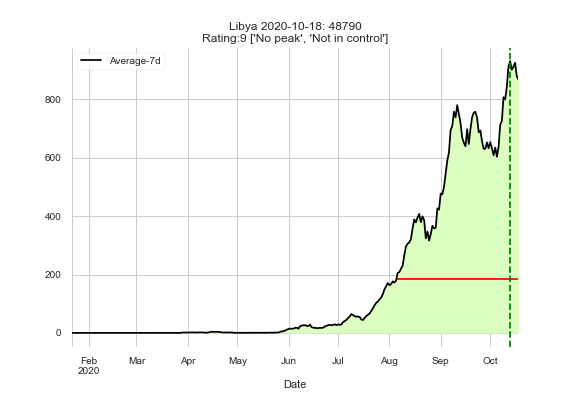 Libya 2020-10-18: 48790
Rating:9 ['No peak', 'Not in control']
Average-7d
800
600
400
200
0
Feb Mar Apr May Jun Jul Aug Sep Oct
2020
Date